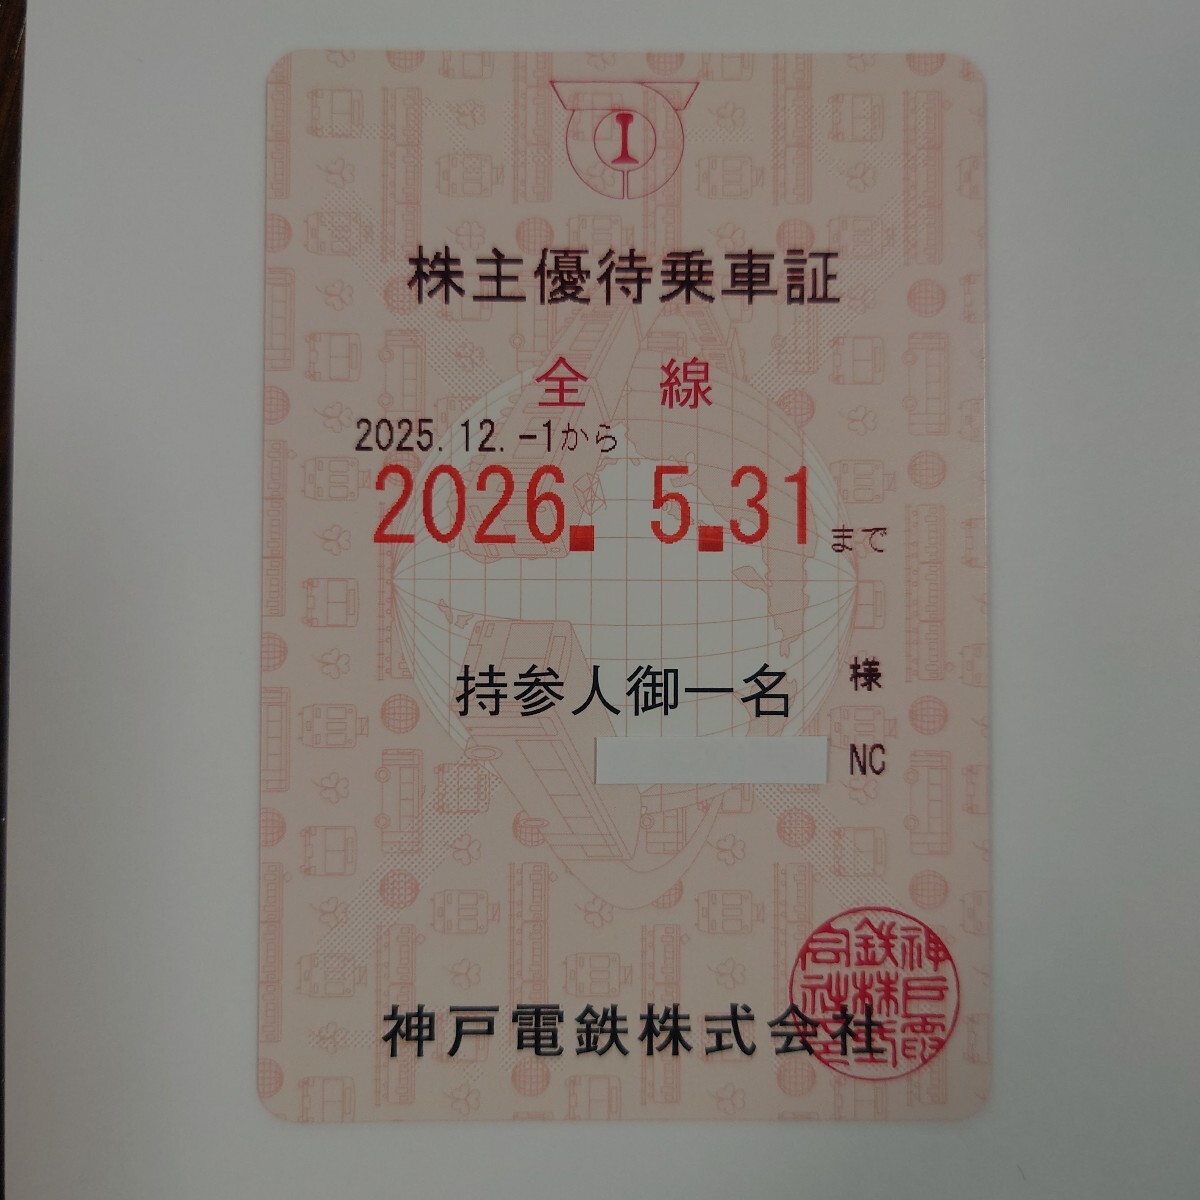 I
株主優待乗車証
全線
2025.12.-1から
2026. 5.31まで
持参人御一名 様
NC
神戸電鉄株式会社